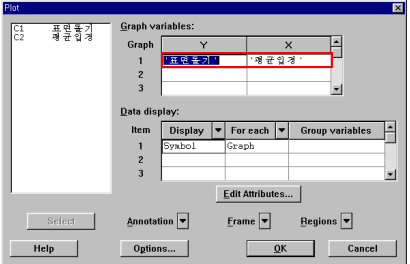 Plot
C1 표면돌기
C2 평균입경
Graph variables:
Graph Y X
1 '표면돌기' '평균입경'
2
3
Data display:
Item Display For each Group variables
1 Symbol Graph
2
3
Edit Attributes...
Select Annotation Frame Regions
Help Options... OK Cancel